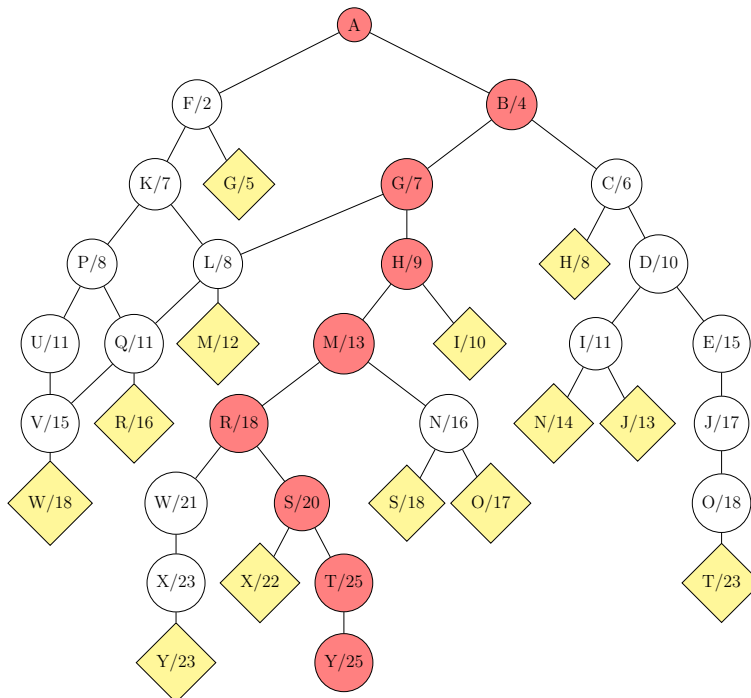 A
F/2 B/4
K/7 G/5 G/7 C/6
P/8 L/8 H/9 H/8 D/10
U/11 Q/11 M/12 M/13 I/10 I/11 E/15
V/15 R/16 R/18 N/16 N/14 J/13 J/17
W/18 W/21 S/20 S/18 O/17 O/18
X/23 X/22 T/25 T/23
Y/23 Y/25